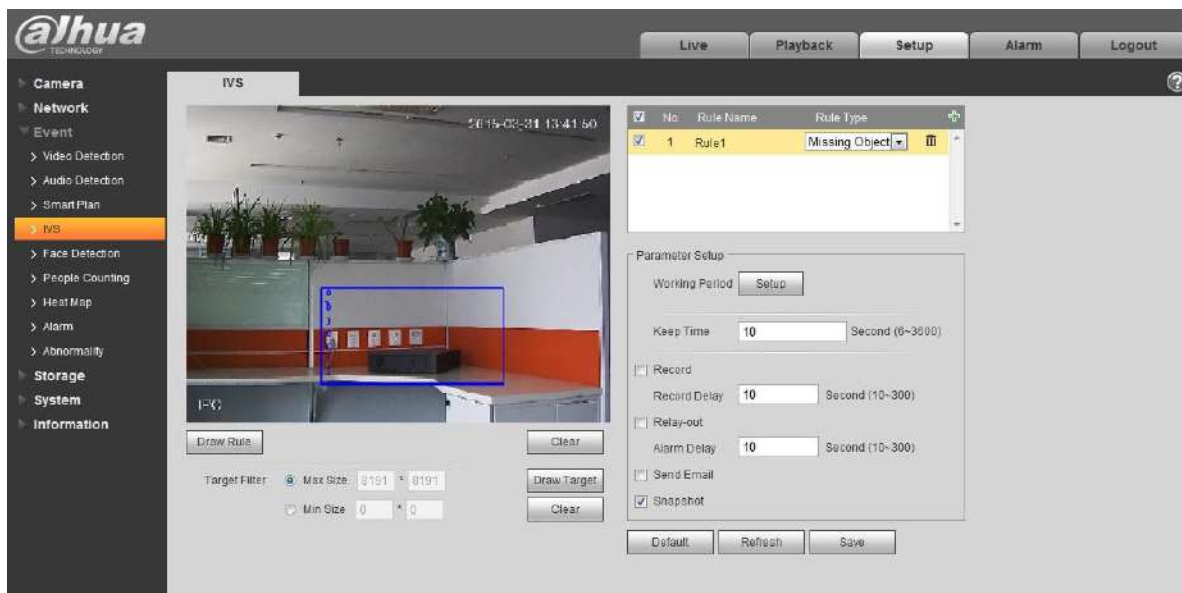 alhua
TECHNOLOGY
Live Playback Setup Alarm Logout
Camera
Network
Event
> Video Detection
> Audio Detection
> Smart Plan
> IVS
> Face Detection
> People Counting
> Heat Map
> Alarm
> Abnormality
Storage
System
Information
IVS
?
2015-03-31 13:41:50
IPC
Draw Rule Clear
Target Filter Max Size 8191 * 8191 Draw Target
Min Size 0 * 0 Clear
No. Rule Name Rule Type
1 Rule1 Missing Object
Parameter Setup
Working Period Setup
Keep Time 10 Second (6~3600)
Record
Record Delay 10 Second (10~300)
Relay-out
Alarm Delay 10 Second (10~300)
Send Email
Snapshot
Default Refresh Save